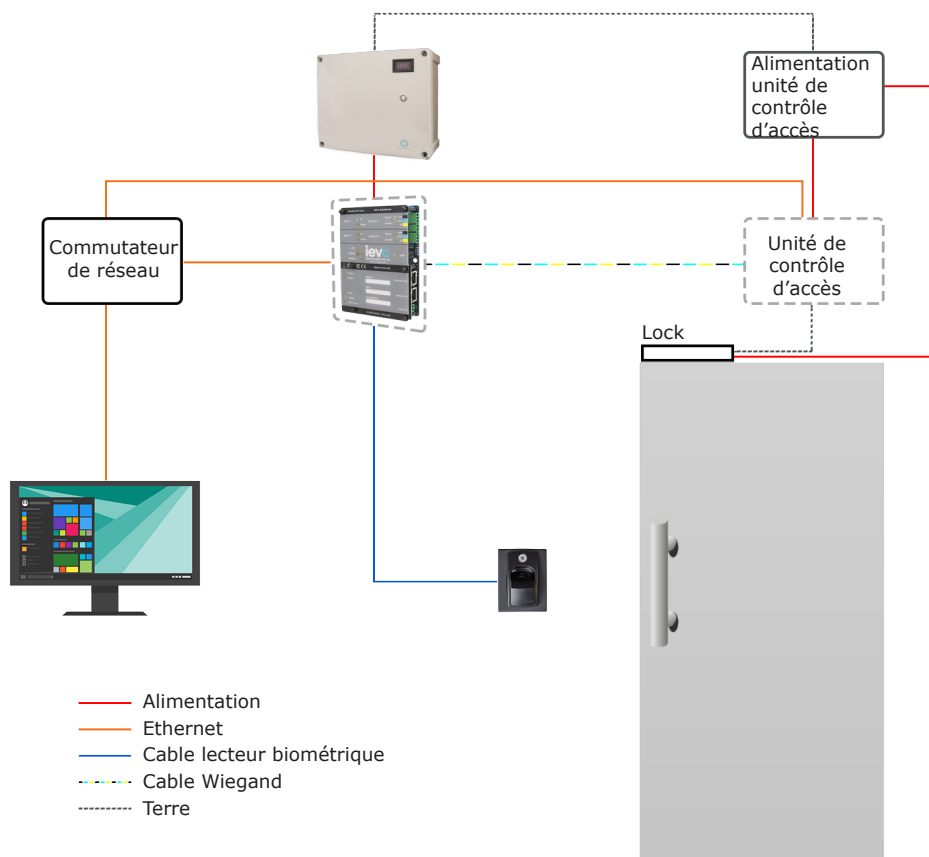 Alimentation
unité de
contrôle
d'accès
Commutateur
de réseau
ievo
Unité de
contrôle
d'accès
Lock
Alimentation
Ethernet
Cable lecteur biométrique
Cable Wiegand
Terre